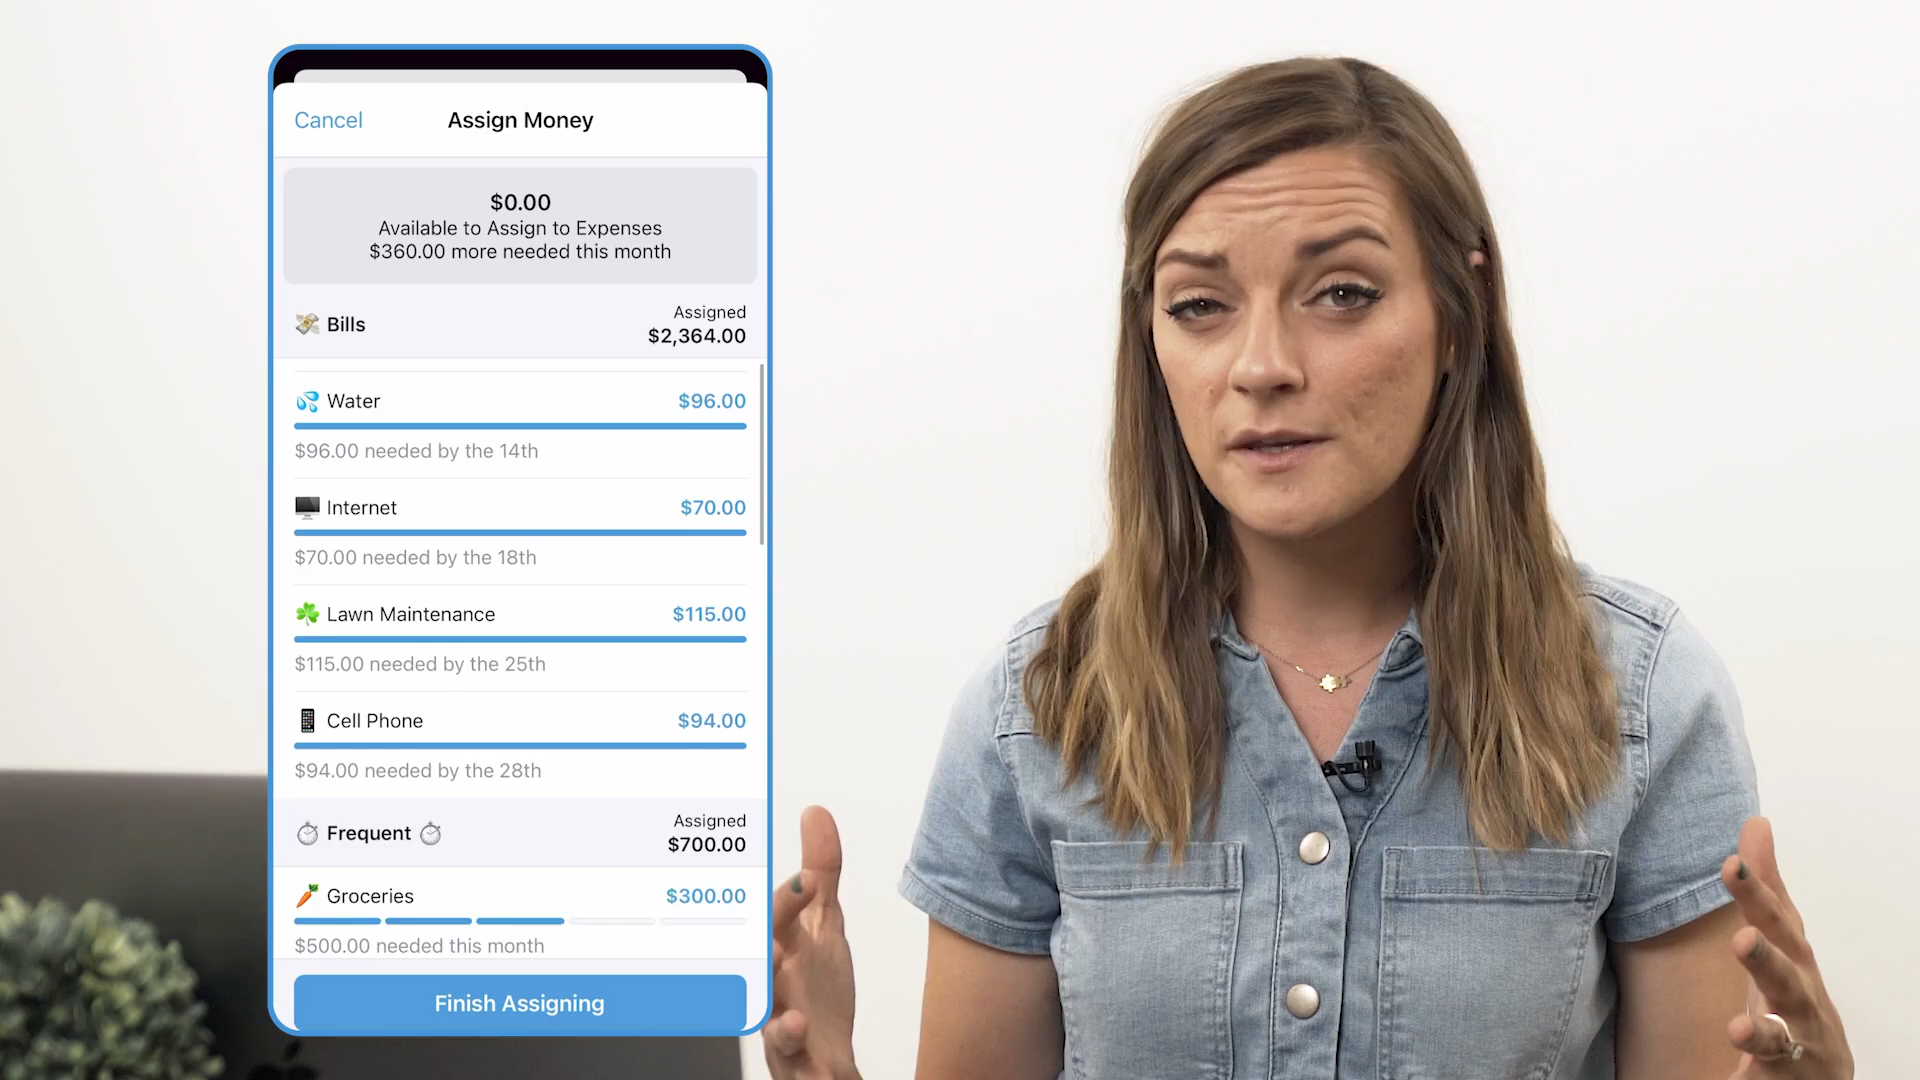 Cancel
Assign Money
$0.00
Available to Assign to Expenses
$360.00 more needed this month
💸 Bills
Assigned
$2,364.00
💦 Water
$96.00
$96.00 needed by the 14th
🖥️ Internet
$70.00
$70.00 needed by the 18th
☘️ Lawn Maintenance
$115.00
$115.00 needed by the 25th
📱 Cell Phone
$94.00
$94.00 needed by the 28th
⏱️ Frequent ⏱️
Assigned
$700.00
🥕 Groceries
$300.00
$500.00 needed this month
Finish Assigning